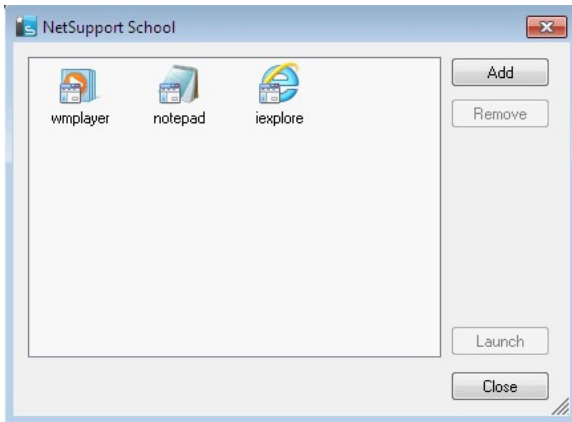 NetSupport School
Add
wmplayer notepad iexplore
Remove
Launch
Close